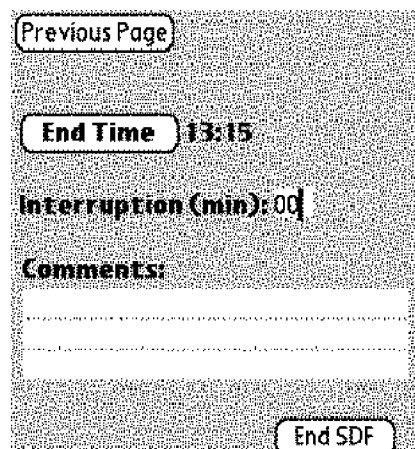 Previous Page
End Time 13:15
Interruption (min): 00
Comments:
End SDF